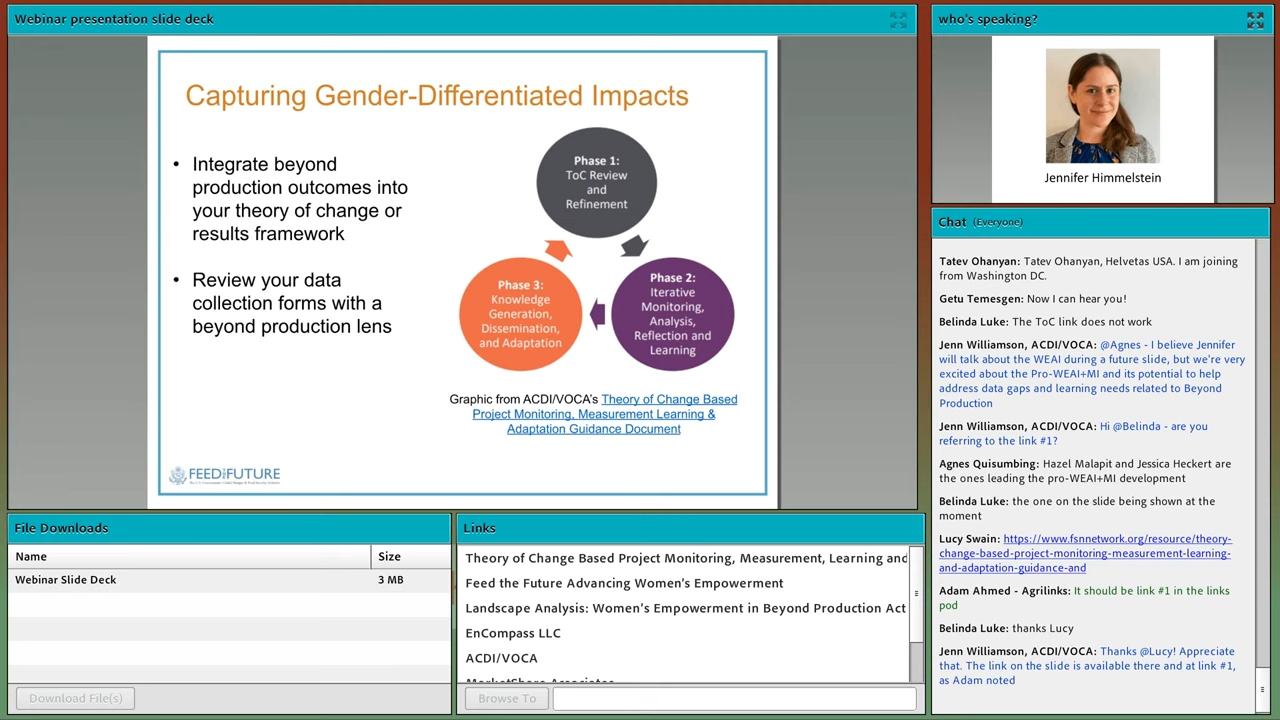 Webinar presentation slide deck
Capturing Gender-Differentiated Impacts
• Integrate beyond
production outcomes into
your theory of change or
results framework
• Review your data
collection forms with a
beyond production lens
Phase 1:
ToC Review
and
Refinement
Phase 2:
Iterative
Monitoring,
Analysis,
Reflection and
Learning
Phase 3:
Knowledge
Generation,
Dissemination,
and Adaptation
Graphic from ACDI/VOCA's Theory of Change Based
Project Monitoring, Measurement Learning &
Adaptation Guidance Document
FEED THE FUTURE
The U.S. Government's Global Hunger & Food Security Initiative
File Downloads
Name Size
Webinar Slide Deck 3 MB
Download File(s)
Links
Theory of Change Based Project Monitoring, Measurement, Learning and
Feed the Future Advancing Women's Empowerment
Landscape Analysis: Women's Empowerment in Beyond Production Act
EnCompass LLC
ACDI/VOCA
MarketShare Associates
Browse To
who's speaking?
Jennifer Himmelstein
Chat (Everyone)
Tatev Ohanyan: Tatev Ohanyan, Helvetas USA. I am joining
from Washington DC.
Getu Temesgen: Now I can hear you!
Belinda Luke: The ToC link does not work
Jenn Williamson, ACDI/VOCA: @Agnes - I believe Jennifer
will talk about the WEAI during a future slide, but we're very
excited about the Pro-WEAI+MI and its potential to help
address data gaps and learning needs related to Beyond
Production
Jenn Williamson, ACDI/VOCA: Hi @Belinda - are you
referring to the link #1?
Agnes Quisumbing: Hazel Malapit and Jessica Heckert are
the ones leading the pro-WEAI+MI development
Belinda Luke: the one on the slide being shown at the
moment
Lucy Swain: https://www.fsnnetwork.org/resource/theory-
change-based-project-monitoring-measurement-learning-
and-adaptation-guidance-and
Adam Ahmed - Agrilinks: It should be link #1 in the links
pod
Belinda Luke: thanks Lucy
Jenn Williamson, ACDI/VOCA: Thanks @Lucy! Appreciate
that. The link on the slide is available there and at link #1,
as Adam noted